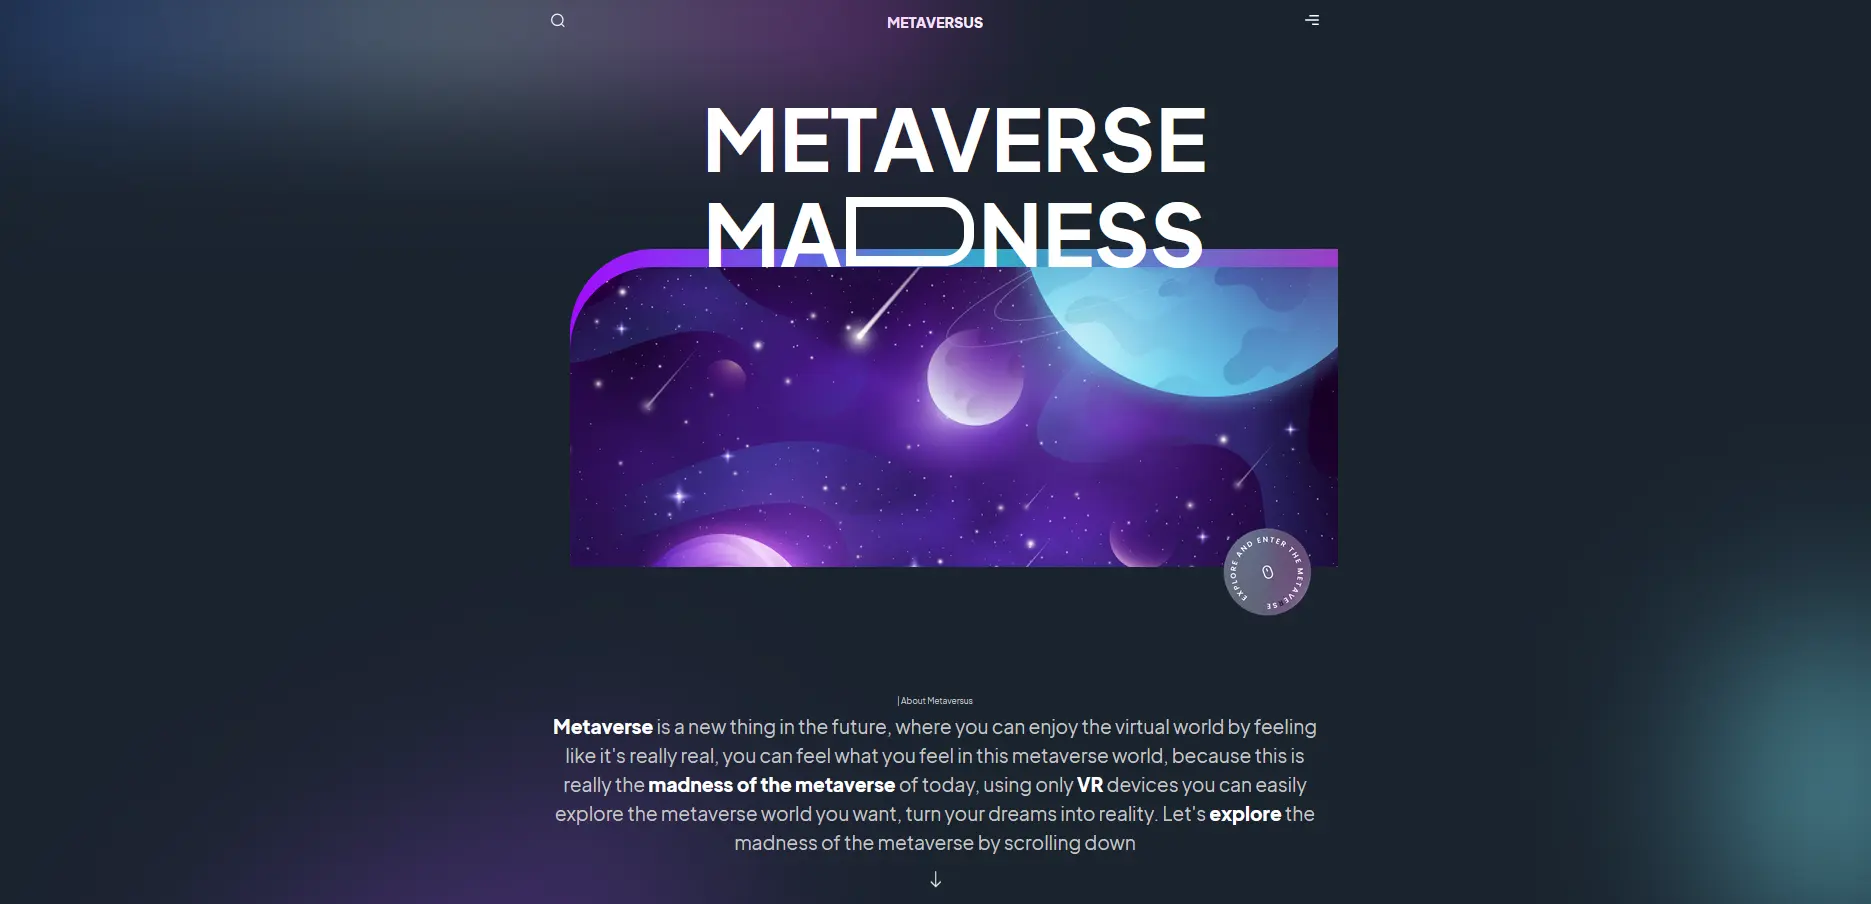 METAVERSUS
METAVERSE
MADNESS
EXPLORE AND ENTER THE METAVERSE
| About Metaversus
Metaverse is a new thing in the future, where you can enjoy the virtual world by feeling
like it's really real, you can feel what you feel in this metaverse world, because this is
really the madness of the metaverse of today, using only VR devices you can easily
explore the metaverse world you want, turn your dreams into reality. Let's explore the
madness of the metaverse by scrolling down